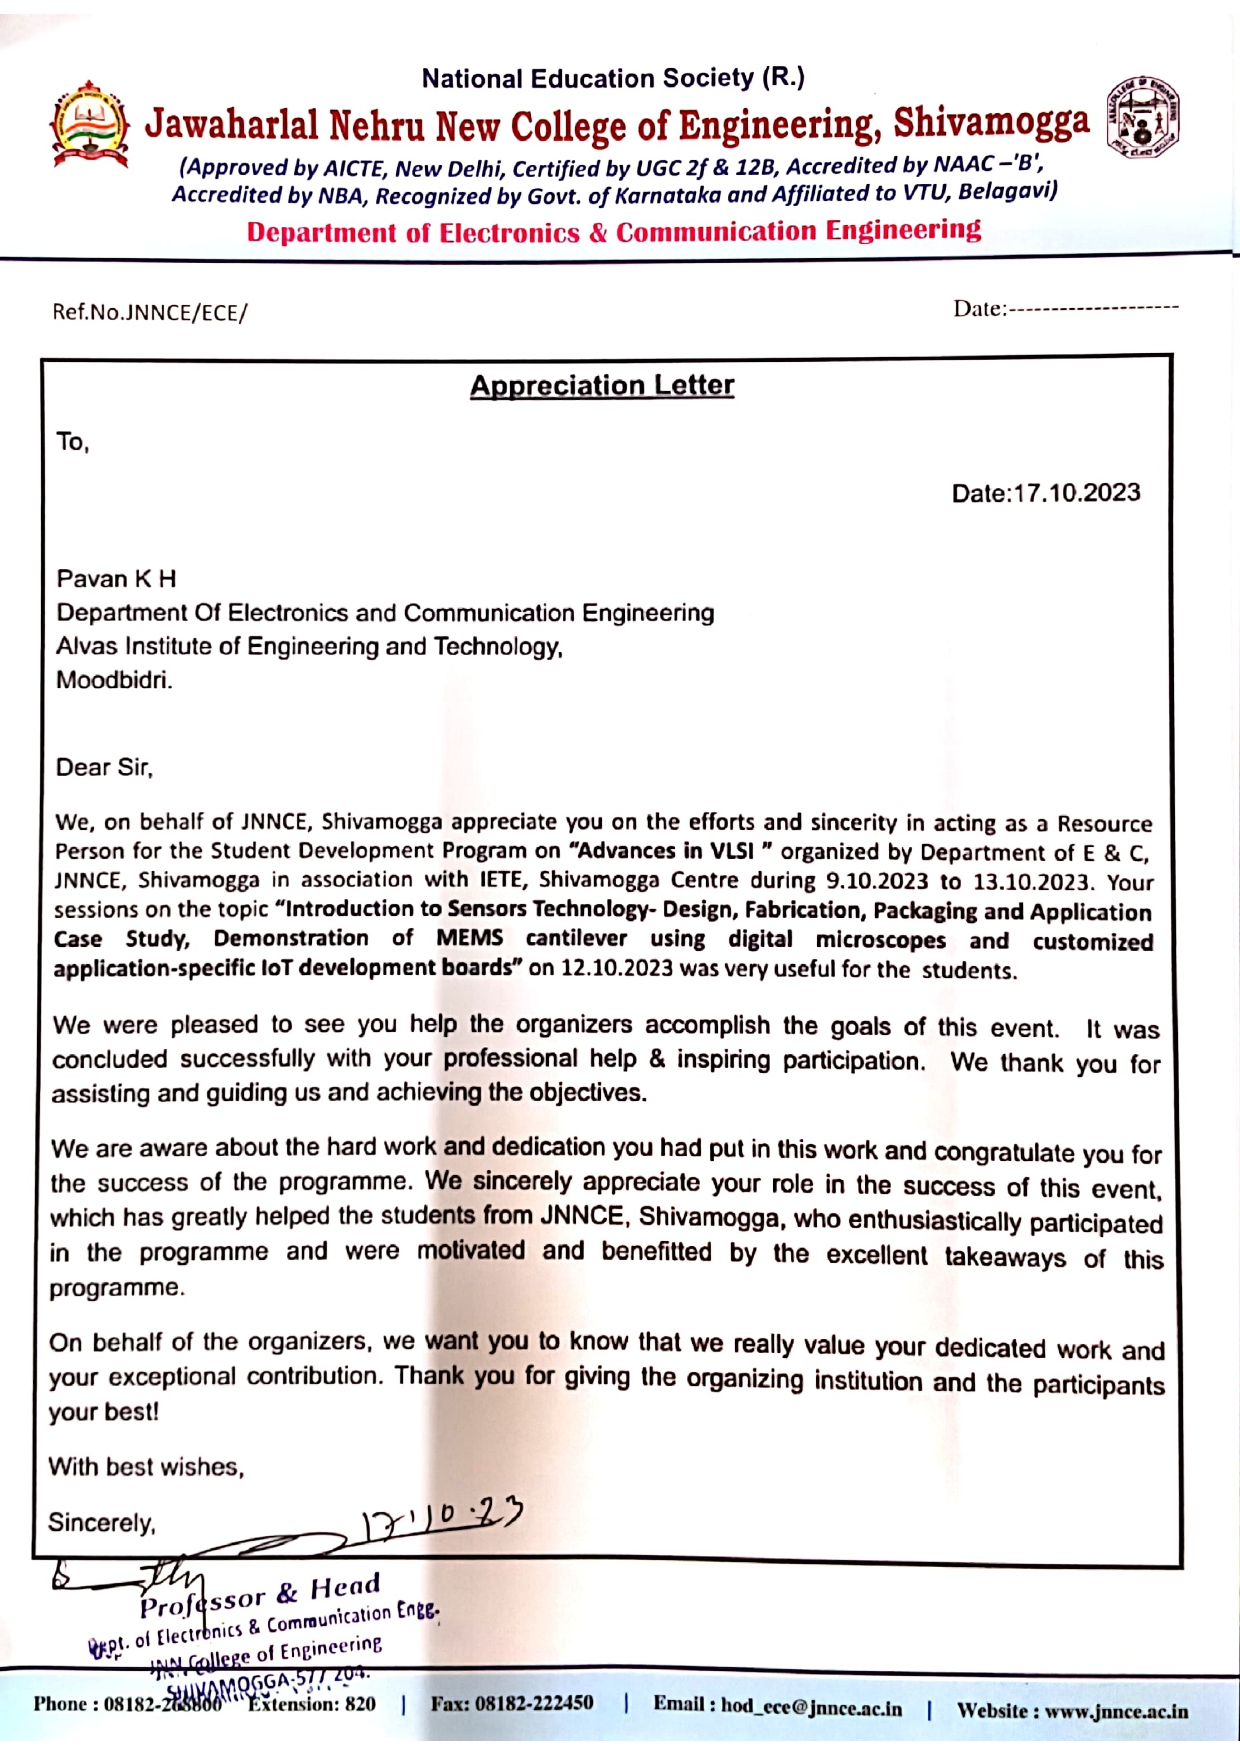 National Education Society (R.)
Jawaharlal Nehru New College of Engineering, Shivamogga
(Approved by AICTE, New Delhi, Certified by UGC 2f & 12B, Accredited by NAAC –'B',
Accredited by NBA, Recognized by Govt. of Karnataka and Affiliated to VTU, Belagavi)
Department of Electronics & Communication Engineering
Ref.No.JNNCE/ECE/
Date:--------------------
Appreciation Letter
To,
Date:17.10.2023
Pavan K H
Department Of Electronics and Communication Engineering
Alvas Institute of Engineering and Technology,
Moodbidri.
Dear Sir,
We, on behalf of JNNCE, Shivamogga appreciate you on the efforts and sincerity in acting as a Resource
Person for the Student Development Program on “Advances in VLSI ” organized by Department of E & C,
JNNCE, Shivamogga in association with IETE, Shivamogga Centre during 9.10.2023 to 13.10.2023. Your
sessions on the topic “Introduction to Sensors Technology- Design, Fabrication, Packaging and Application
Case Study, Demonstration of MEMS cantilever using digital microscopes and customized
application-specific IoT development boards” on 12.10.2023 was very useful for the students.
We were pleased to see you help the organizers accomplish the goals of this event. It was
concluded successfully with your professional help & inspiring participation. We thank you for
assisting and guiding us and achieving the objectives.
We are aware about the hard work and dedication you had put in this work and congratulate you for
the success of the programme. We sincerely appreciate your role in the success of this event,
which has greatly helped the students from JNNCE, Shivamogga, who enthusiastically participated
in the programme and were motivated and benefitted by the excellent takeaways of this
programme.
On behalf of the organizers, we want you to know that we really value your dedicated work and
your exceptional contribution. Thank you for giving the organizing institution and the participants
your best!
With best wishes,
Sincerely,
17.10.23
Professor & Head
Dept. of Electronics & Communication Engg.
JNN College of Engineering
SHIVAMOGGA-577 204.
Phone : 08182- Extension: 820 | Fax: 08182-222450 | Email : hod_ece@jnnce.ac.in | Website : www.jnnce.ac.in